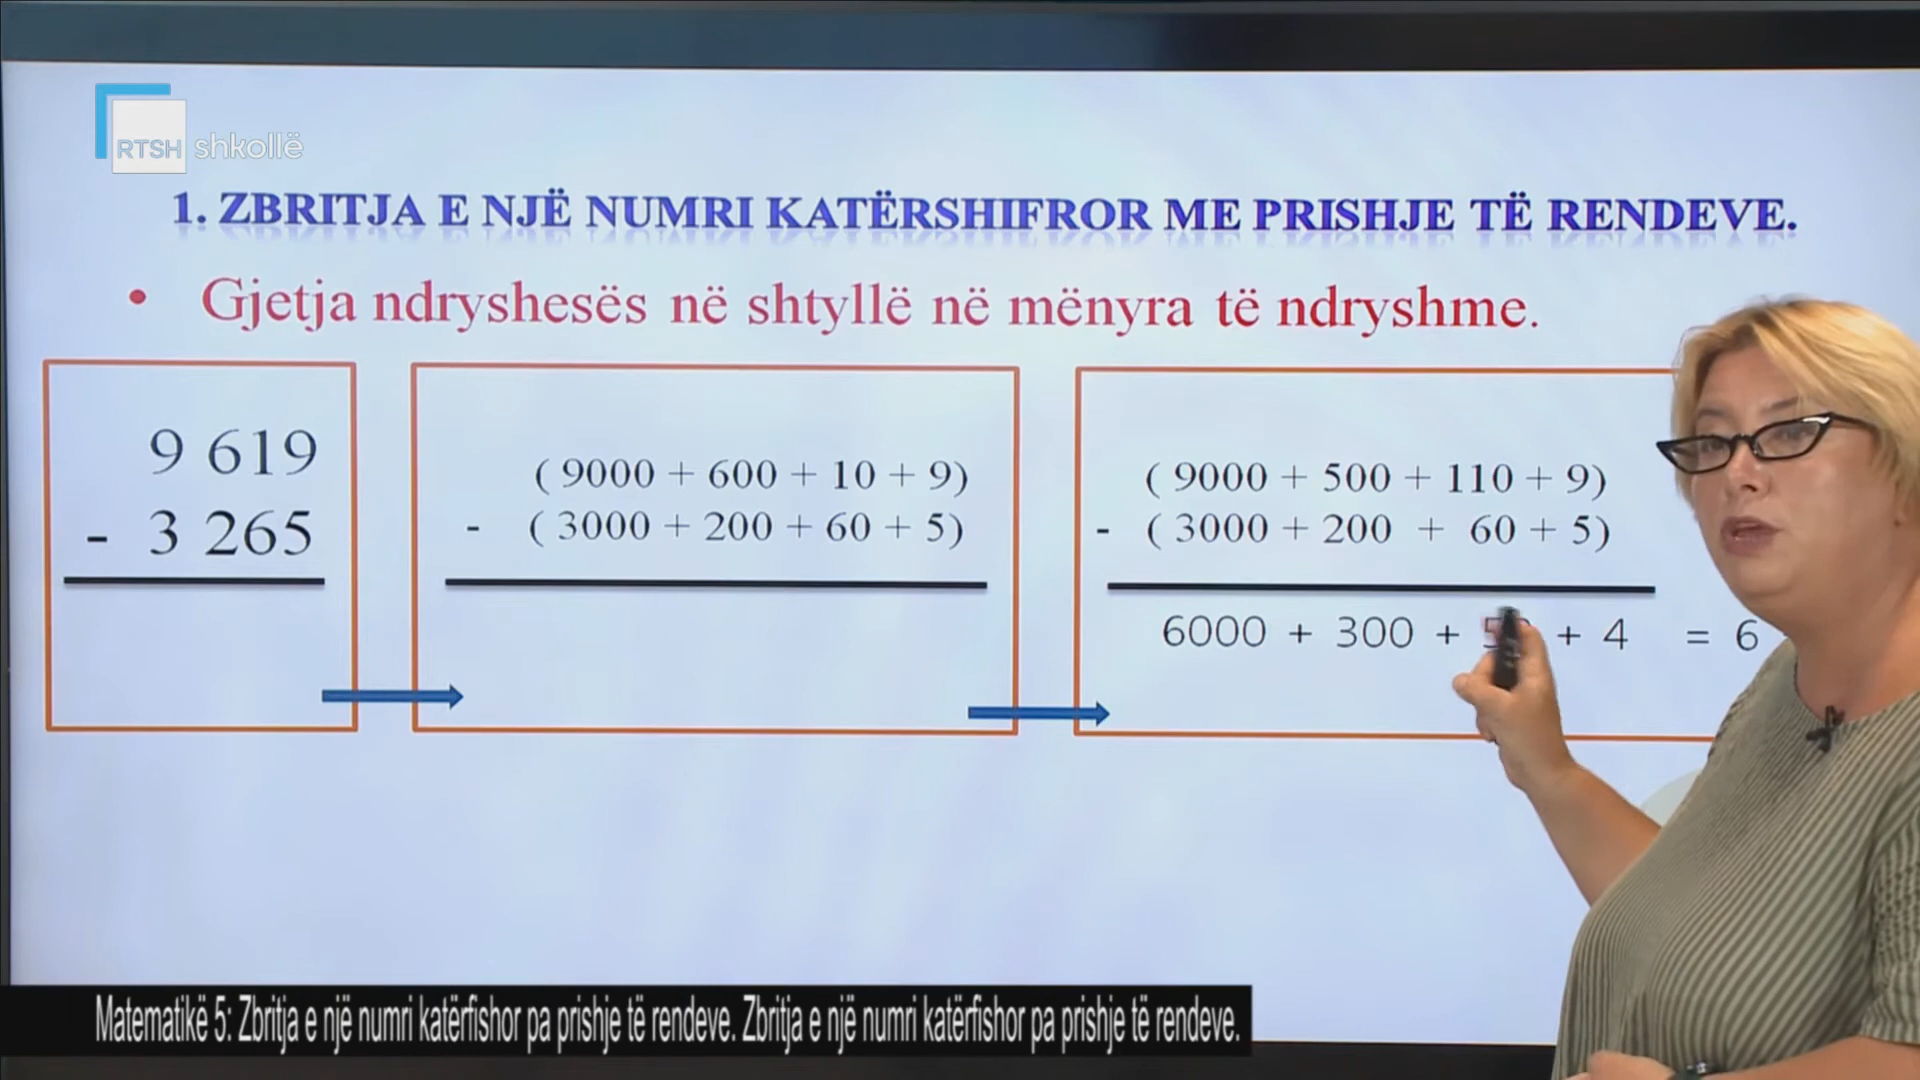 RTSH shkollë
1. ZBRITJA E NJË NUMRI KATËRSHIFROR ME PRISHJE TË RENDEVE.
• Gjetja ndryshesës në shtyllë në mënyra të ndryshme.
9 619
- 3 265
( 9000 + 600 + 10 + 9)
- ( 3000 + 200 + 60 + 5)
( 9000 + 500 + 110 + 9)
- ( 3000 + 200 + 60 + 5)
6000 + 300 + + 4 = 6
Matematikë 5: Zbritja e një numri katërfishor pa prishje të rendeve. Zbritja e një numri katërfishor pa prishje të rendeve.